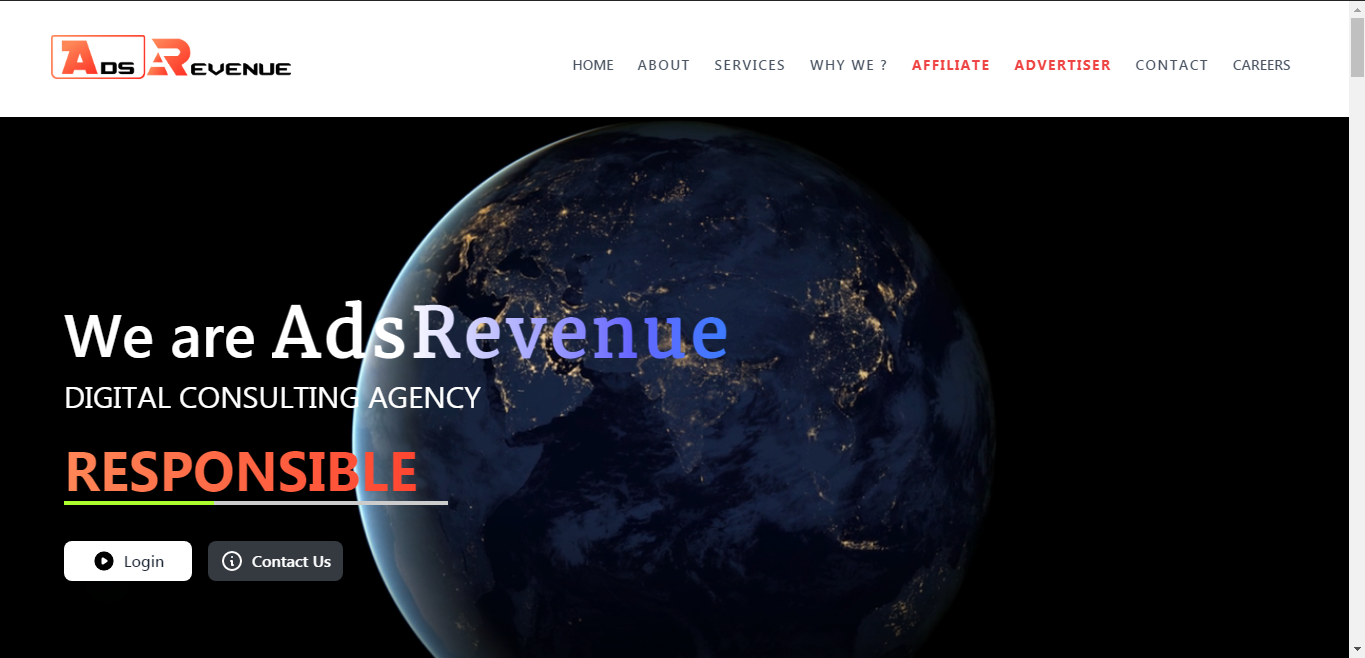 ADS REVENUE
HOME ABOUT SERVICES WHY WE ? AFFILIATE ADVERTISER CONTACT CAREERS
We are AdsRevenue
DIGITAL CONSULTING AGENCY
RESPONSIBLE
Login Contact Us